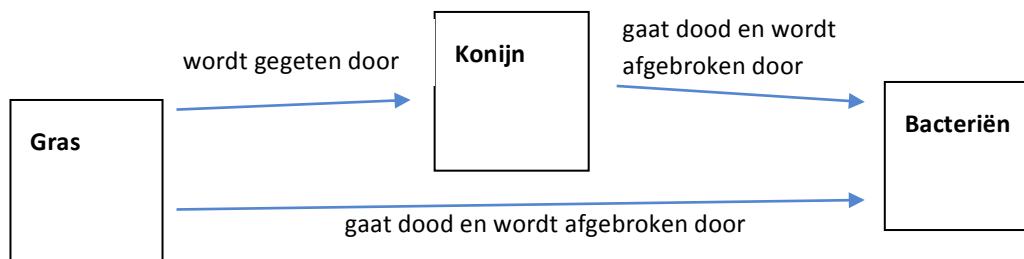 wordt gegeten door
Konijn
gaat dood en wordt
afgebroken door
Gras
Bacteriën
gaat dood en wordt afgebroken door